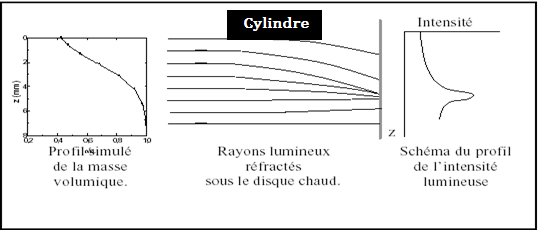 Cylindre
Intensité
0
2
4
6
8
z (mm)
0.2 0.4 0.6 0.8 1.0
Z
Profil simulé
de la masse
volumique.
Rayons lumineux
réfractés
sous le disque chaud.
Schéma du profil
de l'intensité
lumineuse